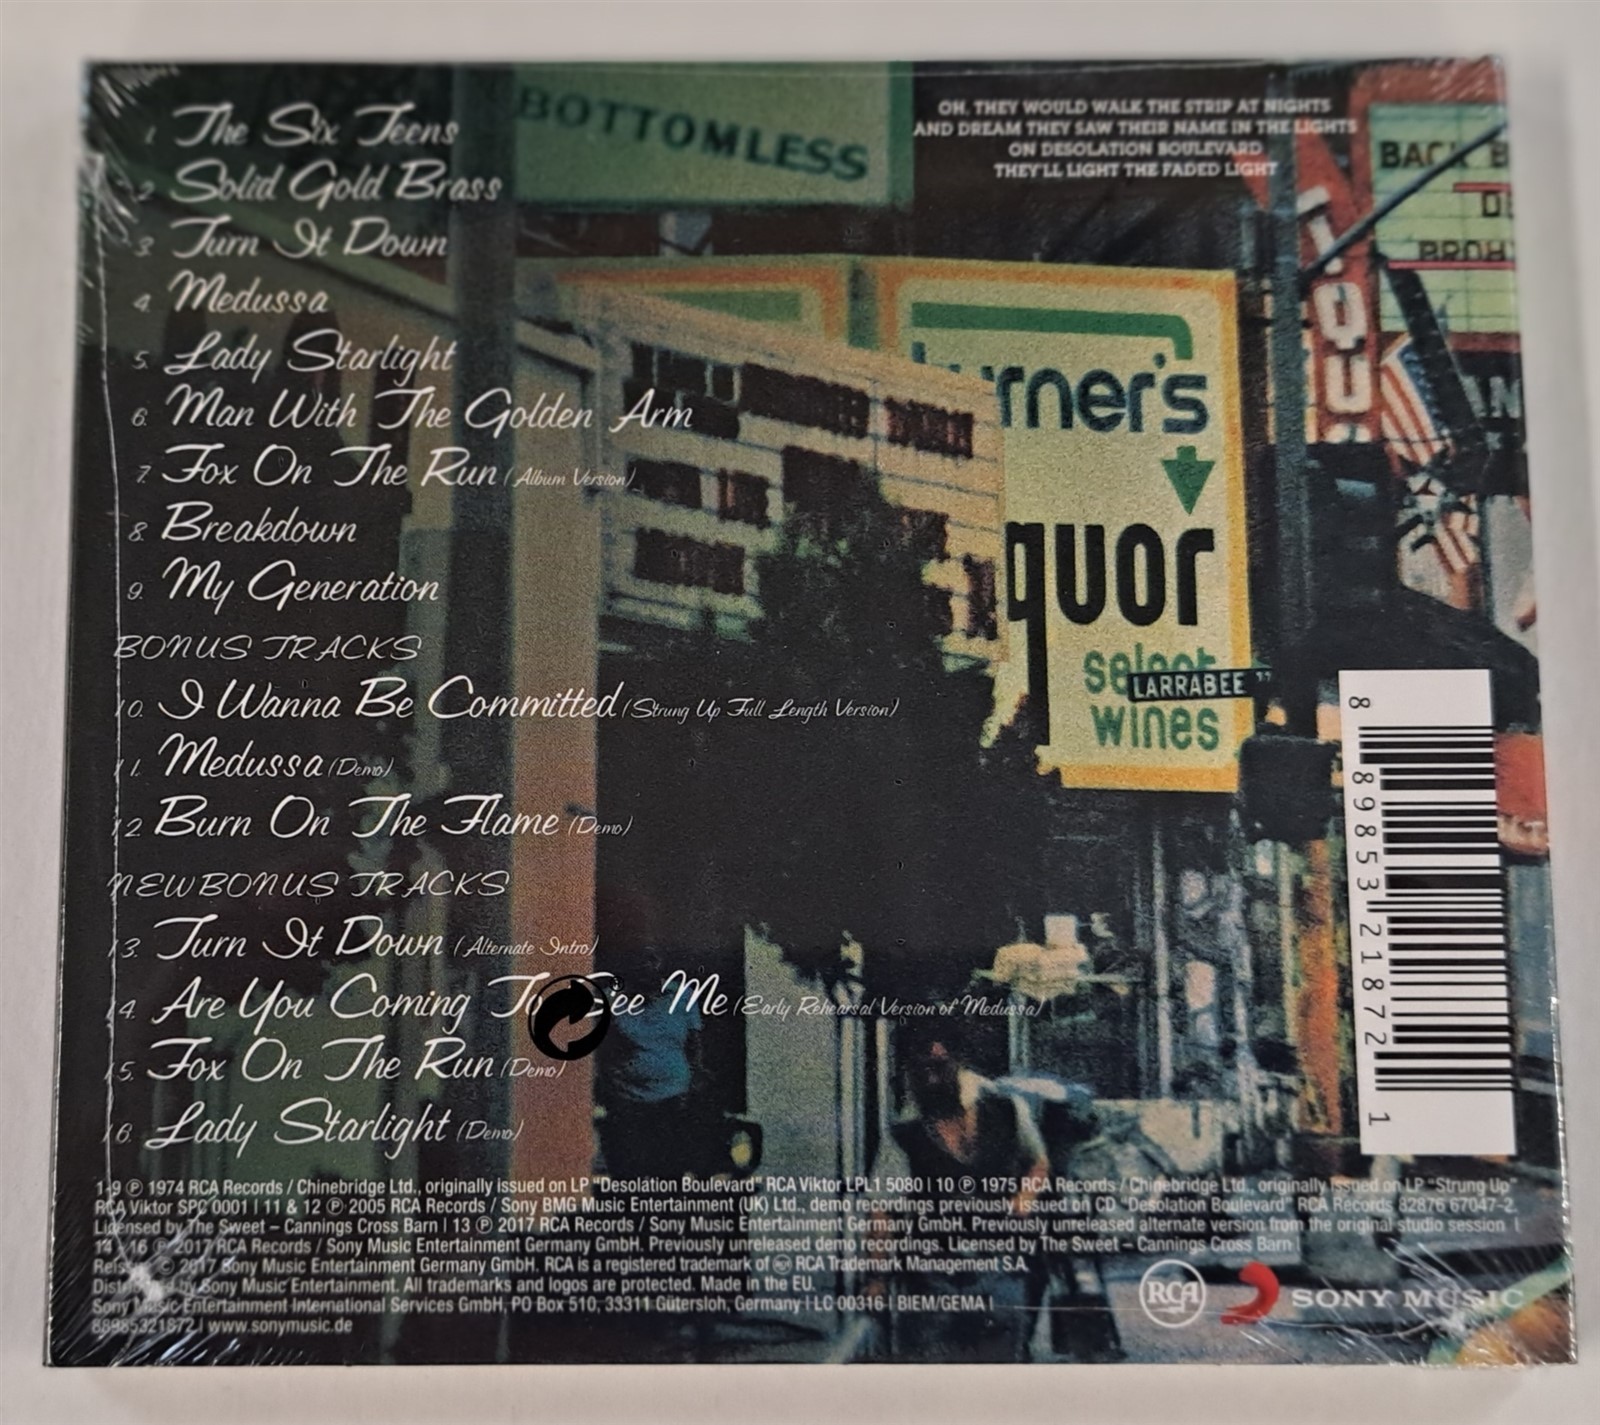 1. The Six Teens
2. Solid Gold Brass
3. Turn It Down
4. Medussa
5. Lady Starlight
6. Man With The Golden Arm
7. Fox On The Run (Album Version)
8. Breakdown
9. My Generation
BONUS TRACKS
10. I Wanna Be Committed (Strung Up Full Length Version)
11. Medussa (Demo)
12. Burn On The Flame (Demo)
NEW BONUS TRACKS
13. Turn It Down (Alternate Intro)
14. Are You Coming To See Me (Early Rehearsal Version of Medussa)
15. Fox On The Run (Demo)
16. Lady Starlight (Demo)
OH, THEY WOULD WALK THE STRIP AT NIGHTS
AND DREAM THEY SAW THEIR NAME IN THE LIGHTS
ON DESOLATION BOULEVARD
THEY'LL LIGHT THE FADED LIGHT
BOTTOMLESS
BACK B
BROH
LIQU
urner's
quor
select
LARRABEE
wines
8 89853 21872 1
1-9 ℗ 1974 RCA Records / Chinebridge Ltd., originally issued on LP "Desolation Boulevard" RCA Viktor LPL1 5080 | 10 ℗ 1975 RCA Records / Chinebridge Ltd., originally issued on LP "Strung Up"
RCA Viktor SPC 0001 | 11 & 12 ℗ 2005 RCA Records / Sony BMG Music Entertainment (UK) Ltd., demo recordings previously issued on CD "Desolation Boulevard" RCA Records 82876 67047-2.
Licensed by The Sweet – Cannings Cross Barn | 13 ℗ 2017 RCA Records / Sony Music Entertainment Germany GmbH. Previously unreleased alternate version from the original studio session |
14 - 16 ℗ 2017 RCA Records / Sony Music Entertainment Germany GmbH. Previously unreleased demo recordings. Licensed by The Sweet – Cannings Cross Barn |
Reissue © 2017 Sony Music Entertainment Germany GmbH. RCA is a registered trademark of RCA Trademark Management S.A.
Distributed by Sony Music Entertainment. All trademarks and logos are protected. Made in the EU.
Sony Music Entertainment International Services GmbH, PO Box 510, 33311 Gütersloh, Germany | LC 00316 | BIEM/GEMA |
88985321872 | www.sonymusic.de
RCA
SONY MUSIC